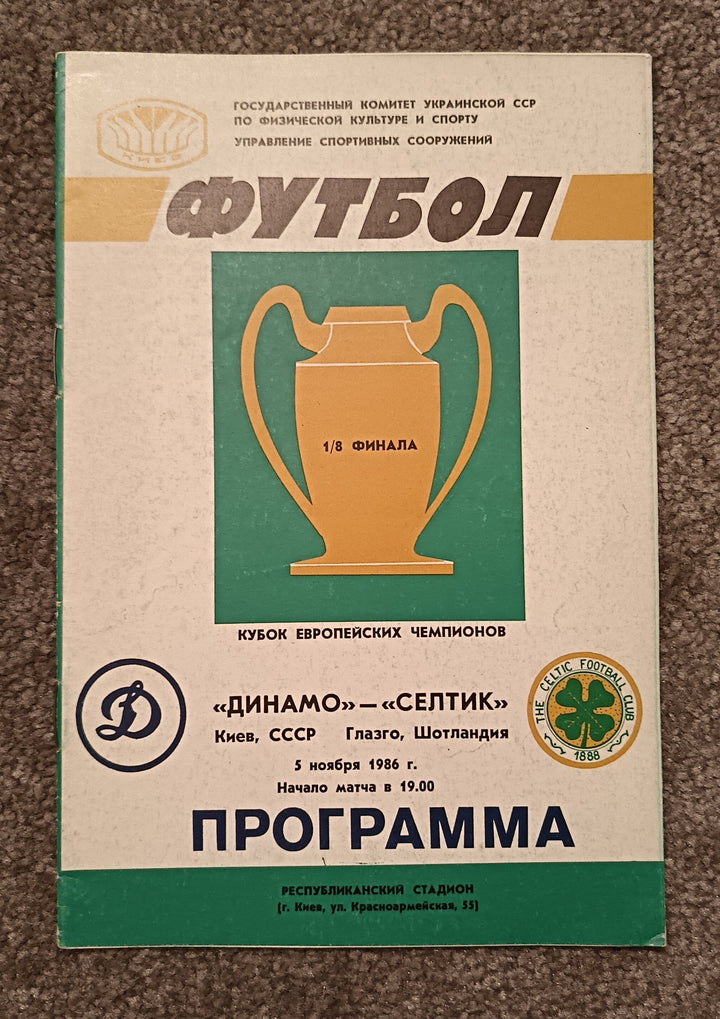 ГОСУДАРСТВЕННЫЙ КОМИТЕТ УКРАИНСКОЙ ССР
ПО ФИЗИЧЕСКОЙ КУЛЬТУРЕ И СПОРТУ
УПРАВЛЕНИЕ СПОРТИВНЫХ СООРУЖЕНИЙ
КИЕВ
ФУТБОЛ
1/8 ФИНАЛА
КУБОК ЕВРОПЕЙСКИХ ЧЕМПИОНОВ
Д
«ДИНАМО»—«СЕЛТИК»
Киев, СССР Глазго, Шотландия
5 ноября 1986 г.
Начало матча в 19.00
THE CELTIC FOOTBALL CLUB
1888
ПРОГРАММА
РЕСПУБЛИКАНСКИЙ СТАДИОН
(г. Киев, ул. Красноармейская, 55)